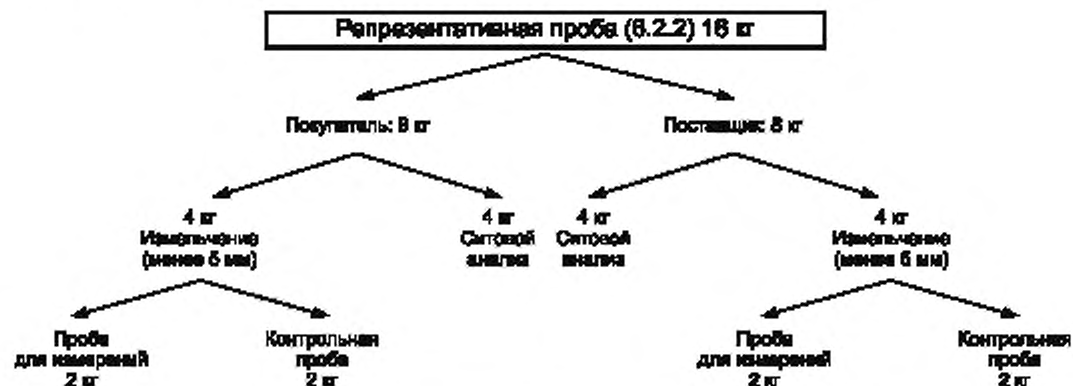 Репрезентативная проба (6.2.2) 16 кг
Покупатель: 8 кг
Поставщик: 8 кг
4 кг
Измельчение
(менее 5 мм)
4 кг
Ситовой
анализ
4 кг
Ситовой
анализ
4 кг
Измельчение
(менее 5 мм)
Проба
для измерений
2 кг
Контрольная
проба
2 кг
Проба
для измерений
2 кг
Контрольная
проба
2 кг